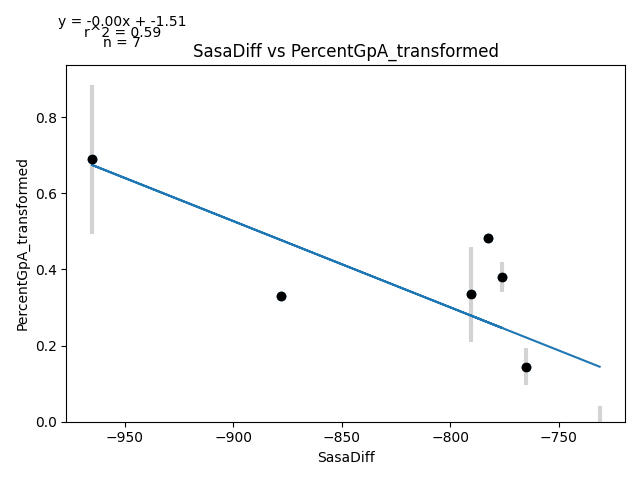 y = -0.00x + -1.51
r^2 = 0.59
n = 7
SasaDiff vs PercentGpA_transformed
PercentGpA_transformed
0.8
0.6
0.4
0.2
0.0
−950
−900
−850
−800
−750
SasaDiff